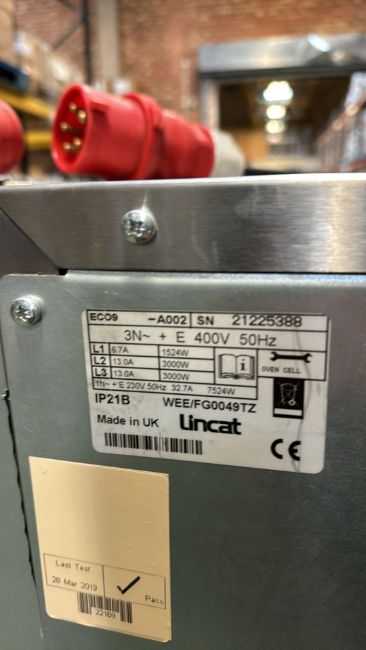 ECO9 -A002 SN 21225388
3N~ + E 400V 50Hz
L1 6.7A 1524W
L2 13.0A 3000W
L3 13.0A 3000W
OVEN CELL
1N~ + E 230V 50Hz 32.7A 7524W
IP21B WEE/FG0049TZ
Made in UK Lincat
CE
Last Test
28 Mar 2019 Pass
22169